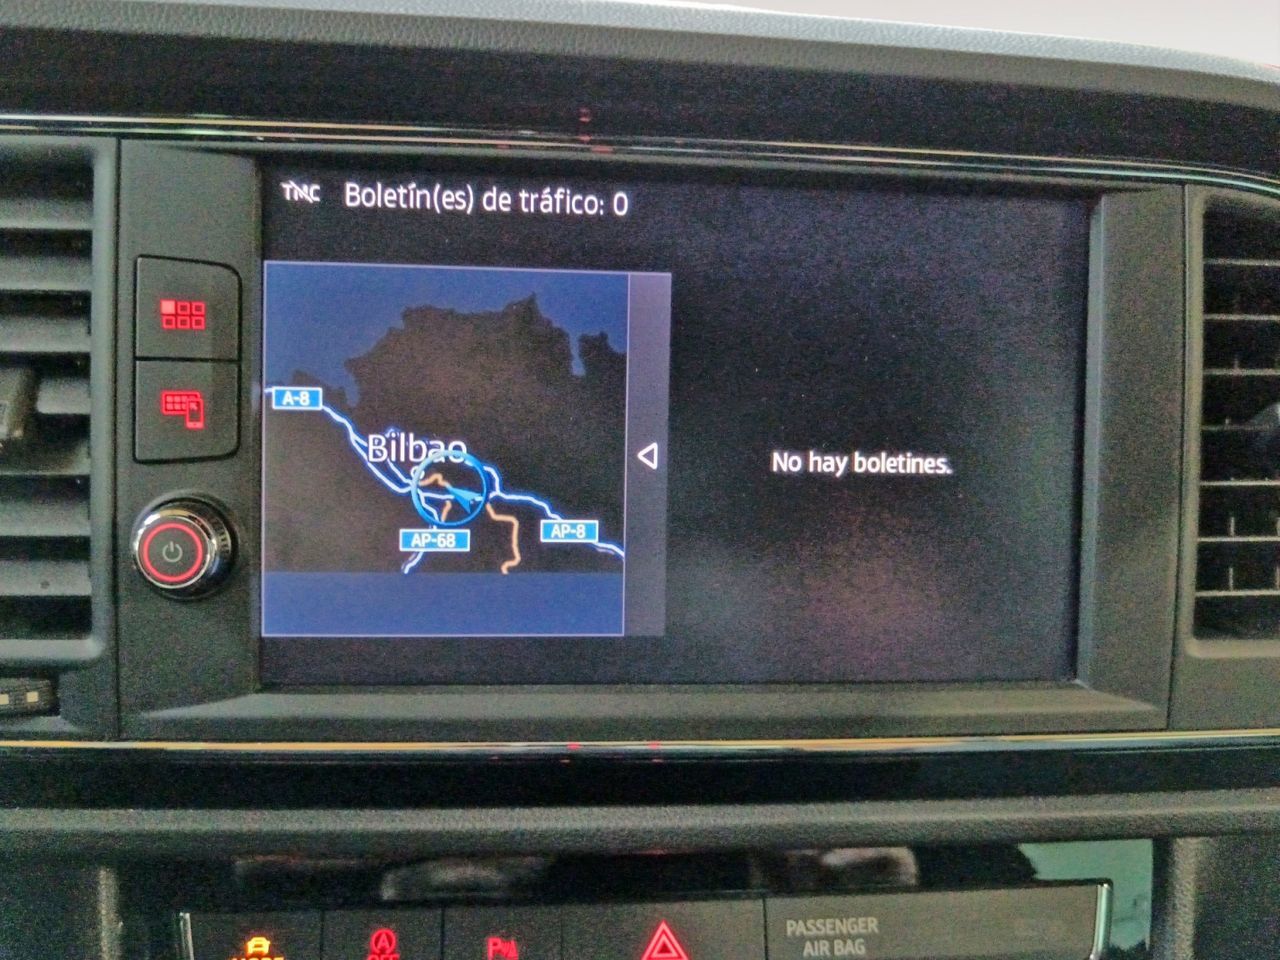 TMC Boletín(es) de tráfico: 0
A-8
Bilbao
AP-8
AP-68
No hay boletines.
PASSENGER
AIR BAG